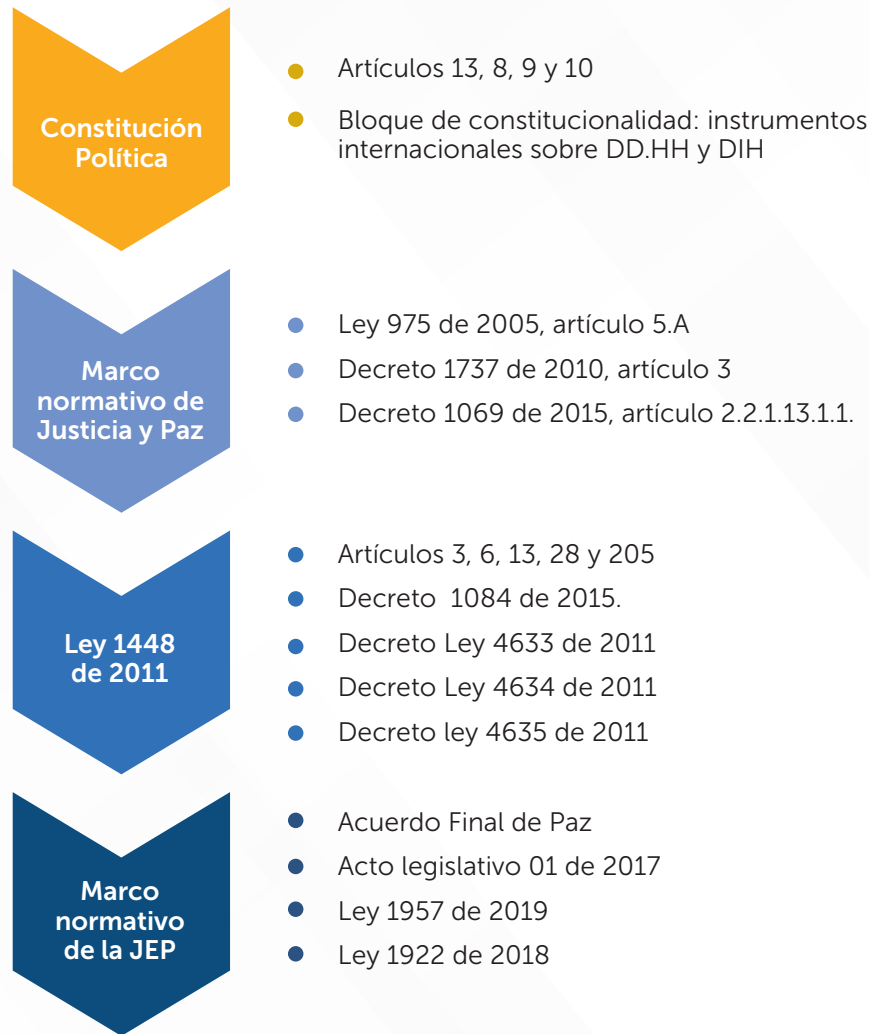 Constitución
Política
Artículos 13, 8, 9 y 10
Bloque de constitucionalidad: instrumentos
internacionales sobre DD.HH y DIH
Marco
normativo de
Justicia y Paz
Ley 975 de 2005, artículo 5.A
Decreto 1737 de 2010, artículo 3
Decreto 1069 de 2015, artículo 2.2.1.13.1.1.
Ley 1448
de 2011
Artículos 3, 6, 13, 28 y 205
Decreto  1084 de 2015.
Decreto Ley 4633 de 2011
Decreto Ley 4634 de 2011
Decreto ley 4635 de 2011
Marco
normativo
de la JEP
Acuerdo Final de Paz
Acto legislativo 01 de 2017
Ley 1957 de 2019
Ley 1922 de 2018